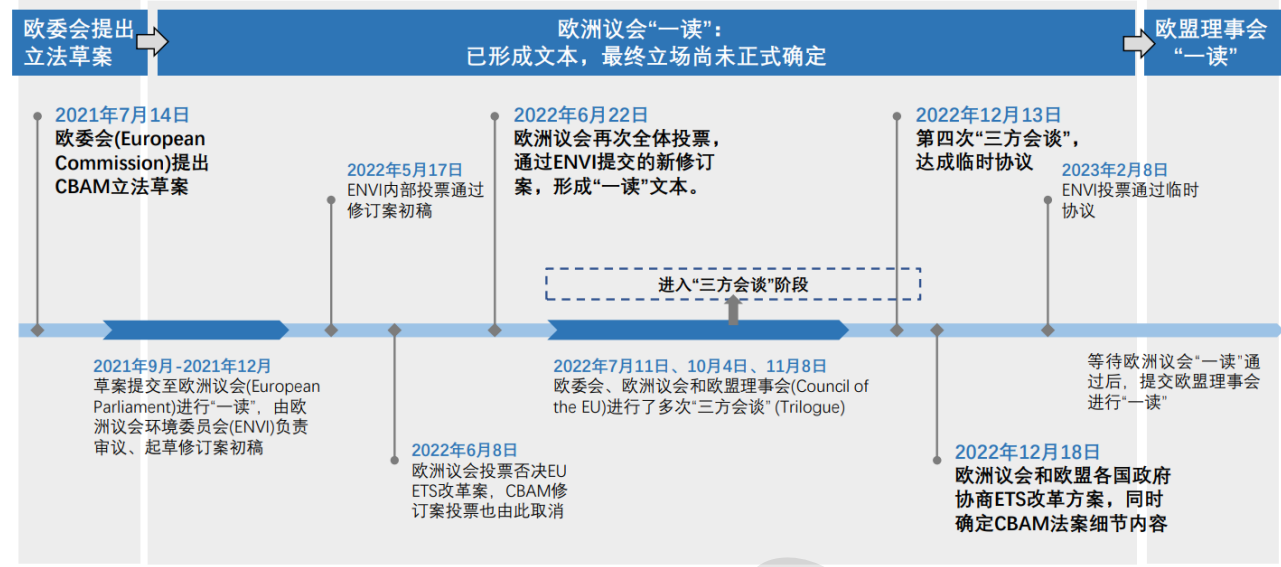 欧委会提出
立法草案
欧洲议会“一读”：
已形成文本，最终立场尚未正式确定
欧盟理事会
“一读”
2021年7月14日
欧委会(European
Commission)提出
CBAM立法草案
2022年5月17日
ENVI内部投票通过
修订案初稿
2022年6月22日
欧洲议会再次全体投票，
通过ENVI提交的新修订
案，形成“一读”文本。
2022年12月13日
第四次“三方会谈”，
达成临时协议
2023年2月8日
ENVI投票通过临时
协议
进入“三方会谈”阶段
2021年9月-2021年12月
草案提交至欧洲议会(European
Parliament)进行“一读”，由欧
洲议会环境委员会(ENVI)负责
审议、起草修订案初稿
2022年6月8日
欧洲议会投票否决EU
ETS改革案，CBAM修
订案投票也由此取消
2022年7月11日、10月4日、11月8日
欧委会、欧洲议会和欧盟理事会(Council of
the EU)进行了多次“三方会谈” (Trilogue)
等待欧洲议会“一读”通
过后，提交欧盟理事会
进行“一读”
2022年12月18日
欧洲议会和欧盟各国政府
协商ETS改革方案，同时
确定CBAM法案细节内容